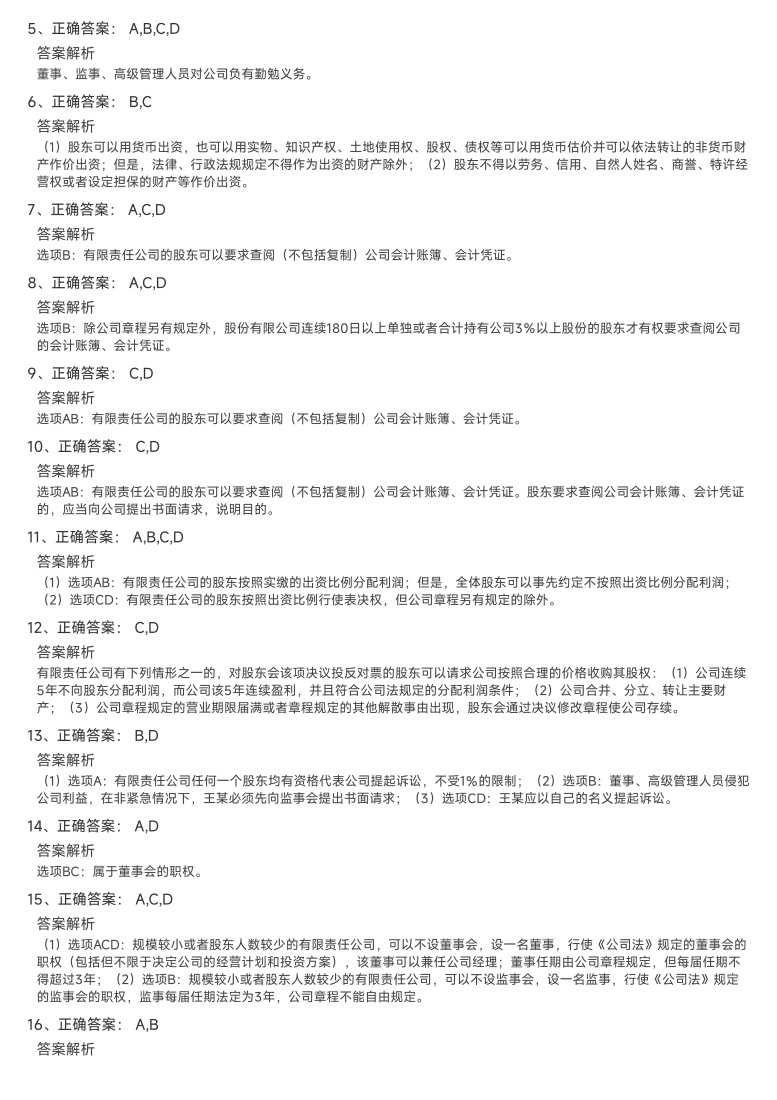 5、正确答案： A,B,C,D
答案解析
董事、监事、高级管理人员对公司负有勤勉义务。
6、正确答案： B,C
答案解析
（1）股东可以用货币出资，也可以用实物、知识产权、土地使用权、股权、债权等可以用货币估价并可以依法转让的非货币财
产作价出资；但是，法律、行政法规规定不得作为出资的财产除外；（2）股东不得以劳务、信用、自然人姓名、商誉、特许经
营权或者设定担保的财产等作价出资。
7、正确答案： A,C,D
答案解析
选项B：有限责任公司的股东可以要求查阅（不包括复制）公司会计账簿、会计凭证。
8、正确答案： A,C,D
答案解析
选项B：除公司章程另有规定外，股份有限公司连续180日以上单独或者合计持有公司3%以上股份的股东才有权要求查阅公司
的会计账簿、会计凭证。
9、正确答案： C,D
答案解析
选项AB：有限责任公司的股东可以要求查阅（不包括复制）公司会计账簿、会计凭证。
10、正确答案： C,D
答案解析
选项AB：有限责任公司的股东可以要求查阅（不包括复制）公司会计账簿、会计凭证。股东要求查阅公司会计账簿、会计凭证
的，应当向公司提出书面请求，说明目的。
11、正确答案： A,B,C,D
答案解析
（1）选项AB：有限责任公司的股东按照实缴的出资比例分配利润；但是，全体股东可以事先约定不按照出资比例分配利润；
（2）选项CD：有限责任公司的股东按照出资比例行使表决权，但公司章程另有规定的除外。
12、正确答案： C,D
答案解析
有限责任公司有下列情形之一的，对股东会该项决议投反对票的股东可以请求公司按照合理的价格收购其股权：（1）公司连续
5年不向股东分配利润，而公司该5年连续盈利，并且符合公司法规定的分配利润条件；（2）公司合并、分立、转让主要财
产；（3）公司章程规定的营业期限届满或者章程规定的其他解散事由出现，股东会通过决议修改章程使公司存续。
13、正确答案： B,D
答案解析
（1）选项A：有限责任公司任何一个股东均有资格代表公司提起诉讼，不受1%的限制；（2）选项B：董事、高级管理人员侵犯
公司利益，在非紧急情况下，王某必须先向监事会提出书面请求；（3）选项CD：王某应以自己的名义提起诉讼。
14、正确答案： A,D
答案解析
选项BC：属于董事会的职权。
15、正确答案： A,C,D
答案解析
（1）选项ACD：规模较小或者股东人数较少的有限责任公司，可以不设董事会，设一名董事，行使《公司法》规定的董事会的
职权（包括但不限于决定公司的经营计划和投资方案），该董事可以兼任公司经理；董事任期由公司章程规定，但每届任期不
得超过3年；（2）选项B：规模较小或者股东人数较少的有限责任公司，可以不设监事会，设一名监事，行使《公司法》规定
的监事会的职权，监事每届任期法定为3年，公司章程不能自由规定。
16、正确答案： A,B
答案解析